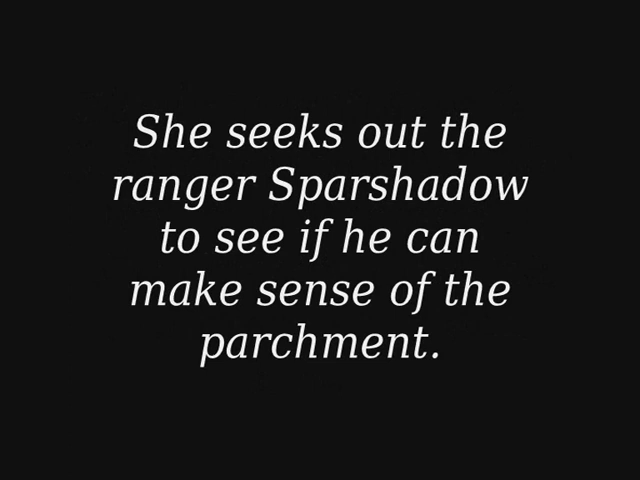 She seeks out the
ranger Sparshadow
to see if he can
make sense of the
parchment.